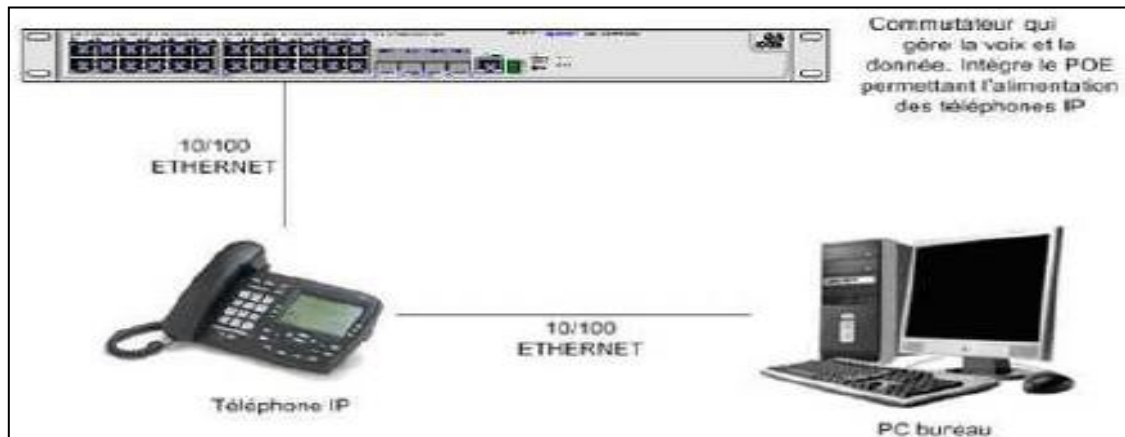 Commutateur qui
gère la voix et la
donnée. Intègre le POE
permettant l'alimentation
des téléphones IP
10/100
ETHERNET
10/100
ETHERNET
Téléphone IP
PC bureau